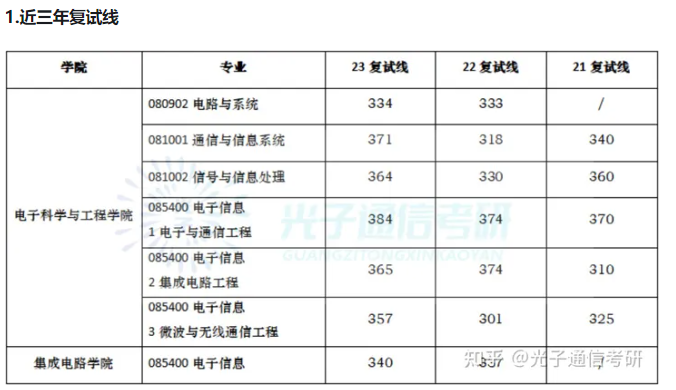 1.近三年复试线
学院 专业 23 复试线 22 复试线 21 复试线
电子科学与工程学院
080902 电路与系统 334 333 /
081001 通信与信息系统 371 318 340
081002 信号与信息处理 364 330 360
085400 电子信息
1 电子与通信工程 384 374 370
085400 电子信息
2 集成电路工程 365 374 310
085400 电子信息
3 微波与无线通信工程 357 301 325
集成电路学院 085400 电子信息 340 337 /
光子通信考研
GUANGZITONGXINKAOYAN
知乎 @光子通信考研